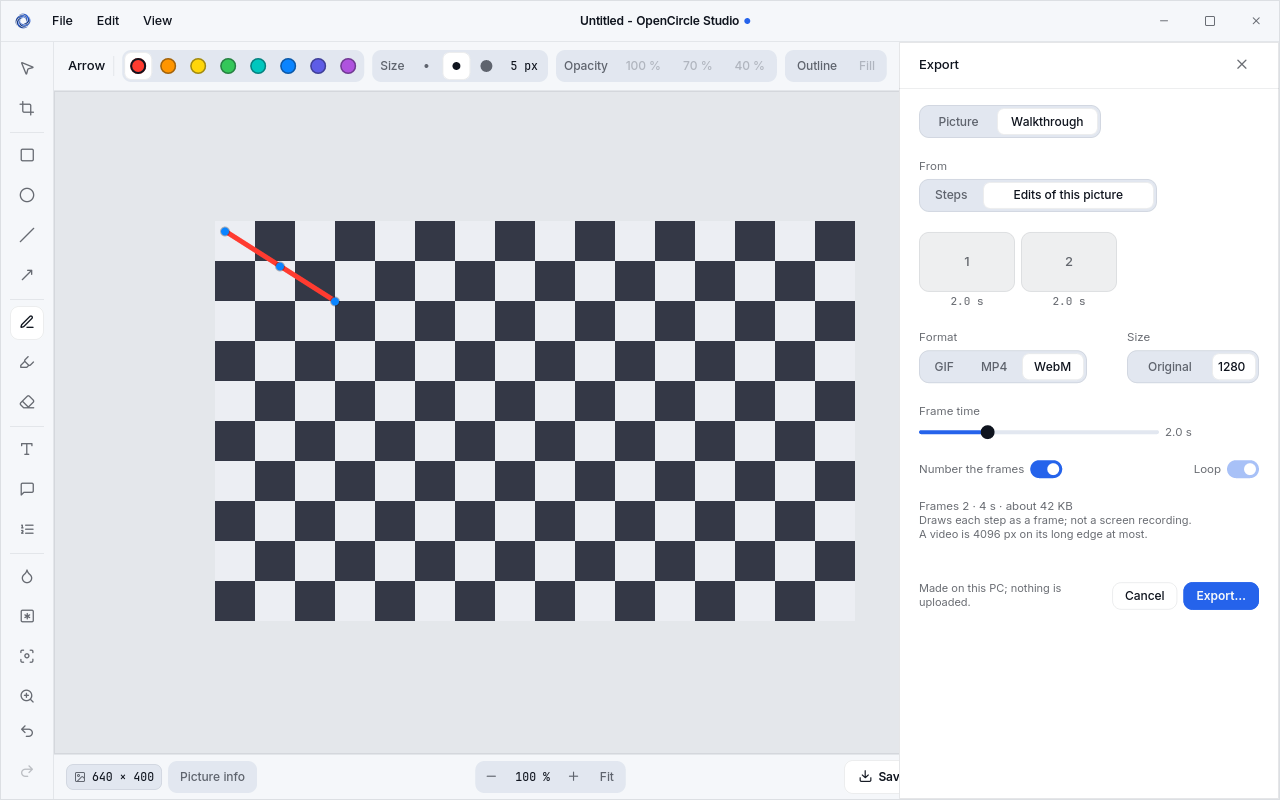 File Edit View
Untitled - OpenCircle Studio
Arrow
Size 5 px
Opacity 100 % 70 % 40 %
Outline Fill
640 × 400
Picture info
100 %
Fit
Sav
Export
Picture Walkthrough
From
Steps Edits of this picture
1 2
2.0 s 2.0 s
Format Size
GIF MP4 WebM Original 1280
Frame time
2.0 s
Number the frames Loop
Frames 2 · 4 s · about 42 KB
Draws each step as a frame; not a screen recording.
A video is 4096 px on its long edge at most.
Made on this PC; nothing is
uploaded.
Cancel Export...